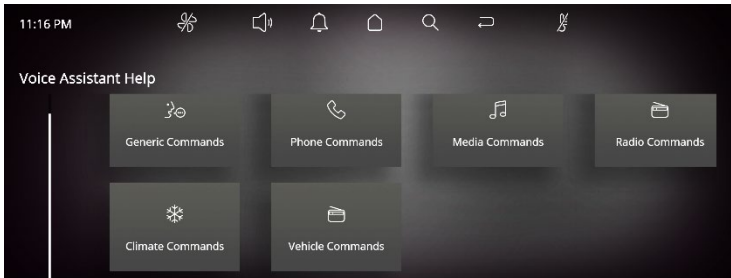 11:16 PM
Voice Assistant Help
Generic Commands
Phone Commands
Media Commands
Radio Commands
Climate Commands
Vehicle Commands